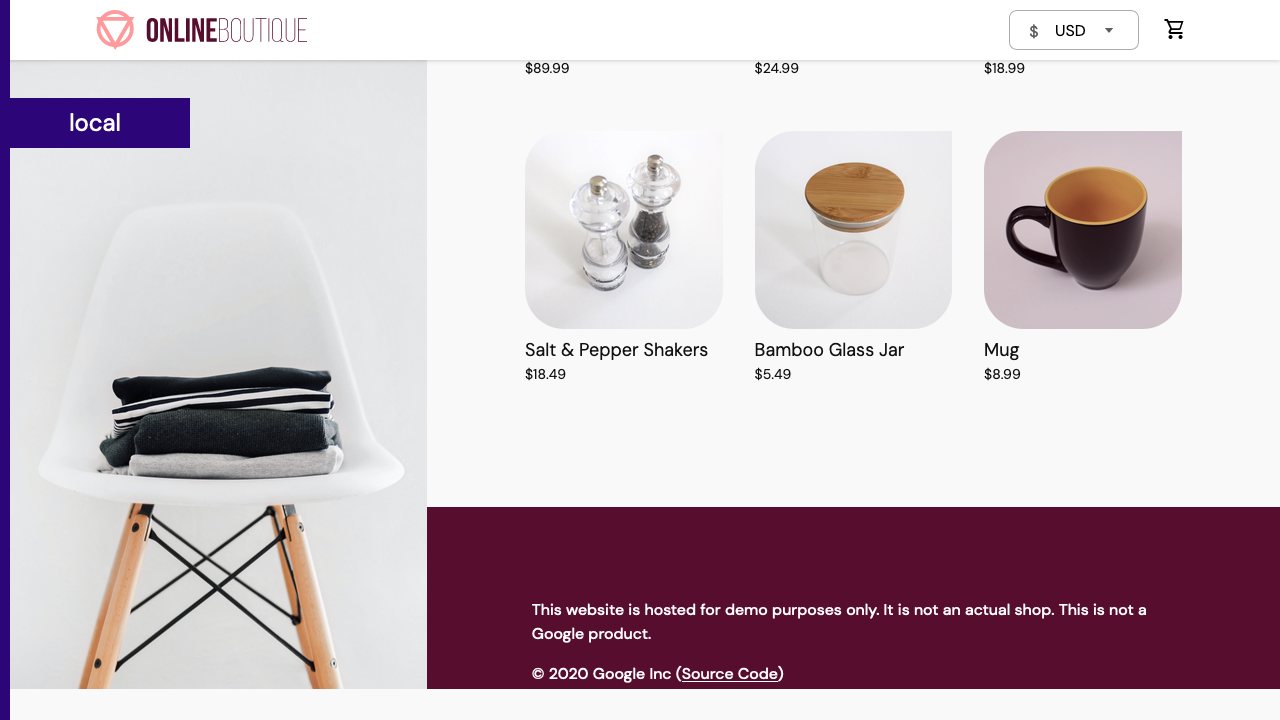 ONLINEBOUTIQUE
$ USD
local
$89.99 $24.99 $18.99
Salt & Pepper Shakers
$18.49
Bamboo Glass Jar
$5.49
Mug
$8.99
This website is hosted for demo purposes only. It is not an actual shop. This is not a
Google product.
© 2020 Google Inc (Source Code)